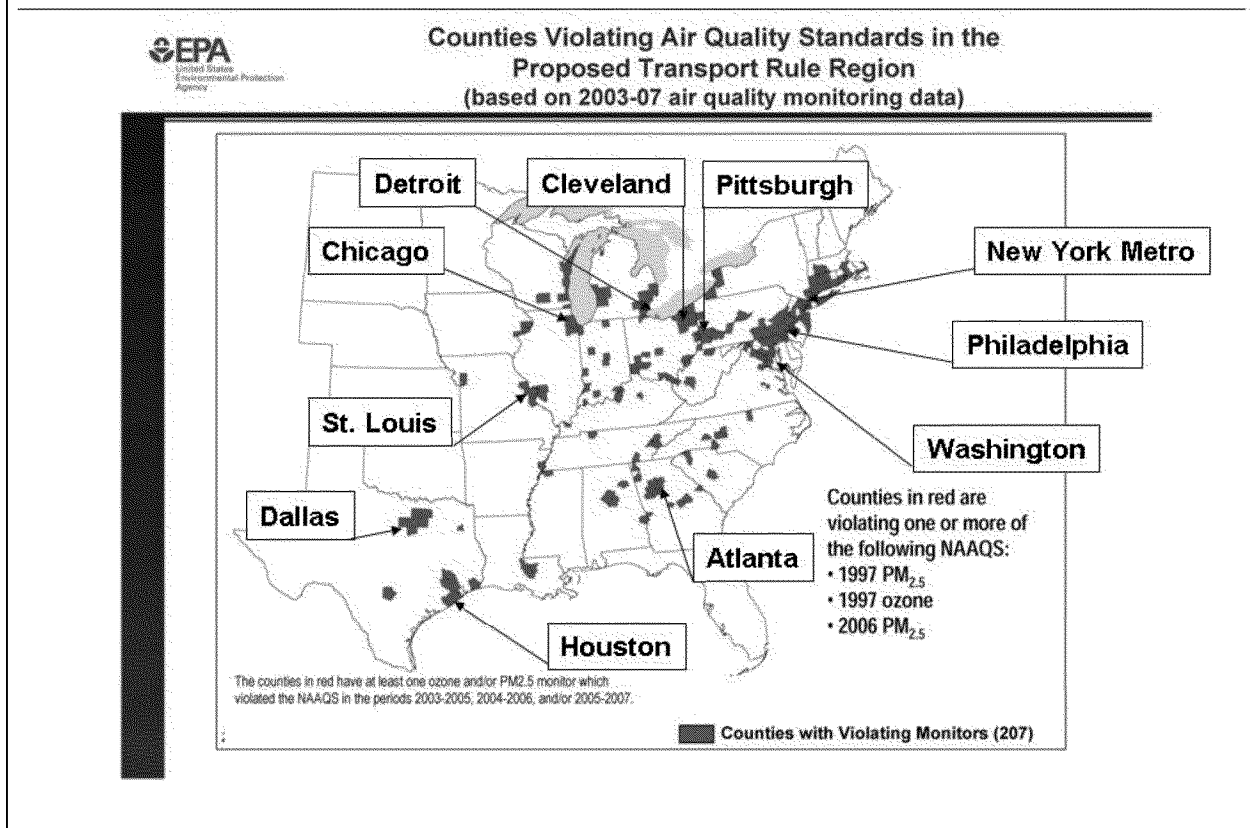 EPA
United States
Environmental Protection
Agency
Counties Violating Air Quality Standards in the
Proposed Transport Rule Region
(based on 2003-07 air quality monitoring data)
Detroit
Cleveland
Pittsburgh
Chicago
New York Metro
Philadelphia
St. Louis
Washington
Dallas
Atlanta
Houston
Counties in red are
violating one or more of
the following NAAQS:
• 1997 PM2.5
• 1997 ozone
• 2006 PM2.5
The counties in red have at least one ozone and/or PM2.5 monitor which
violated the NAAQS in the periods 2003-2005, 2004-2006, and/or 2005-2007.
Counties with Violating Monitors (207)